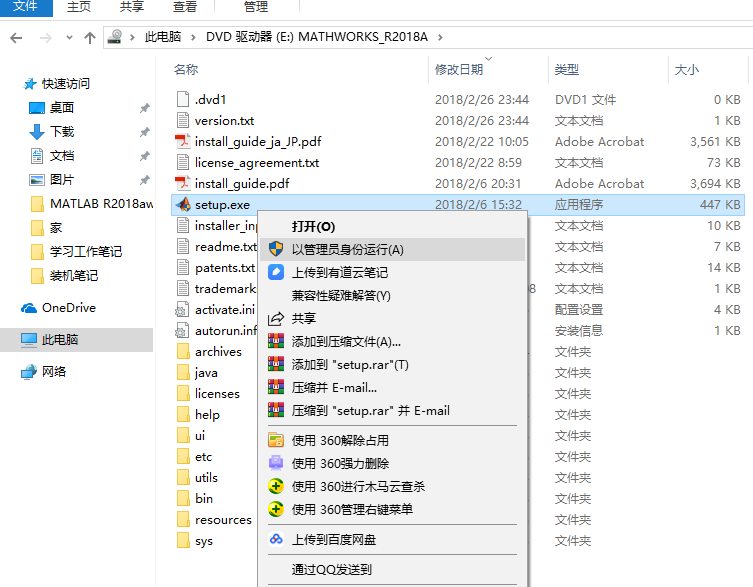 文件 主页 共享 查看 管理
此电脑 DVD 驱动器 (E:) MATHWORKS_R2018A
名称 修改日期 类型 大小
快速访问
桌面
下载
文档
图片
MATLAB R2018aw
家
学习工作笔记
装机笔记
OneDrive
此电脑
网络
.dvd1 2018/2/26 23:44 DVD1 文件 0 KB
version.txt 2018/2/26 23:44 文本文档 1 KB
install_guide_ja_JP.pdf 2018/2/22 10:05 Adobe Acrobat 3,561 KB
license_agreement.txt 2018/2/22 8:59 文本文档 73 KB
install_guide.pdf 2018/2/6 20:31 Adobe Acrobat 3,694 KB
setup.exe 2018/2/6 15:32 应用程序 447 KB
installer_inp 文本文档 10 KB
readme.txt 文本文档 7 KB
patents.txt 文本文档 14 KB
trademark 8 文本文档 1 KB
activate.ini 配置设置 4 KB
autorun.inf 安装信息 1 KB
archives 文件夹
java 文件夹
licenses 文件夹
help 文件夹
ui 文件夹
etc 文件夹
utils 文件夹
bin 文件夹
resources 文件夹
sys 文件夹
打开(O)
以管理员身份运行(A)
上传到有道云笔记
兼容性疑难解答(Y)
共享
添加到压缩文件(A)...
添加到 "setup.rar"(T)
压缩并 E-mail...
压缩到 "setup.rar" 并 E-mail
使用 360解除占用
使用 360强力删除
使用 360进行木马云查杀
使用 360管理右键菜单
上传到百度网盘
通过QQ发送到